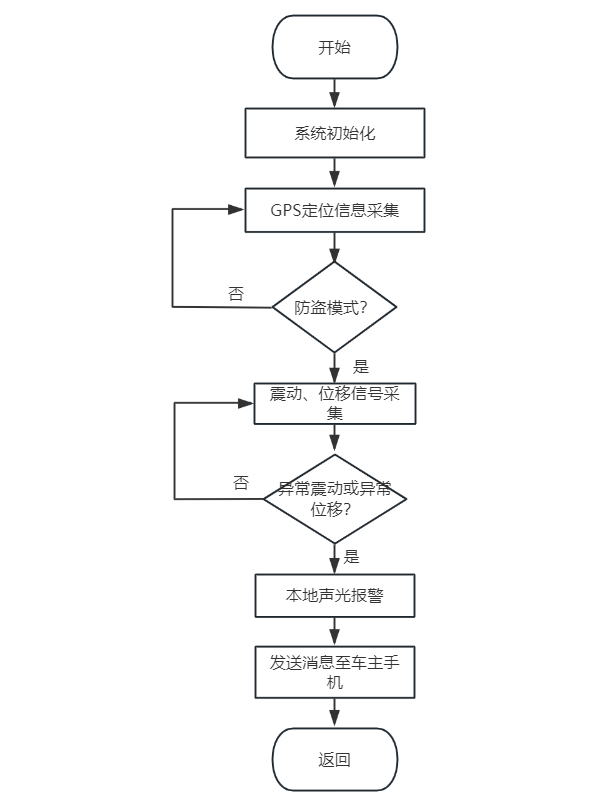 开始
系统初始化
GPS定位信息采集
否
防盗模式?
是
震动、位移信号采
集
否
异常震动或异常
位移?
是
本地声光报警
发送消息至车主手
机
返回